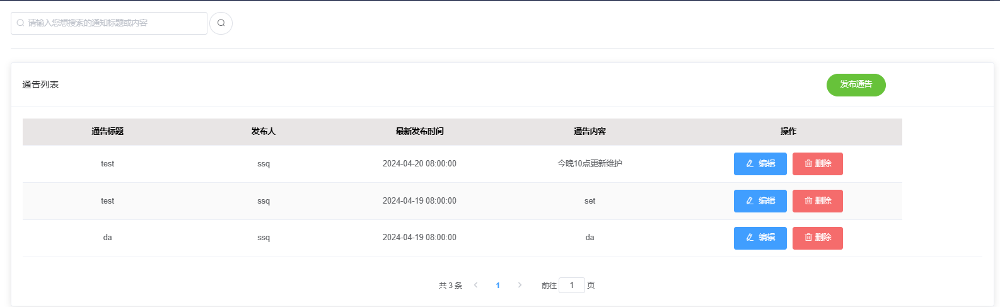 请输入您想搜索的通知标题或内容
通告列表 发布通告
通告标题 发布人 最新发布时间 通告内容 操作
test ssq 2024-04-20 08:00:00 今晚10点更新维护 编辑 删除
test ssq 2024-04-19 08:00:00 set 编辑 删除
da ssq 2024-04-19 08:00:00 da 编辑 删除
共 3 条 1 前往 1 页